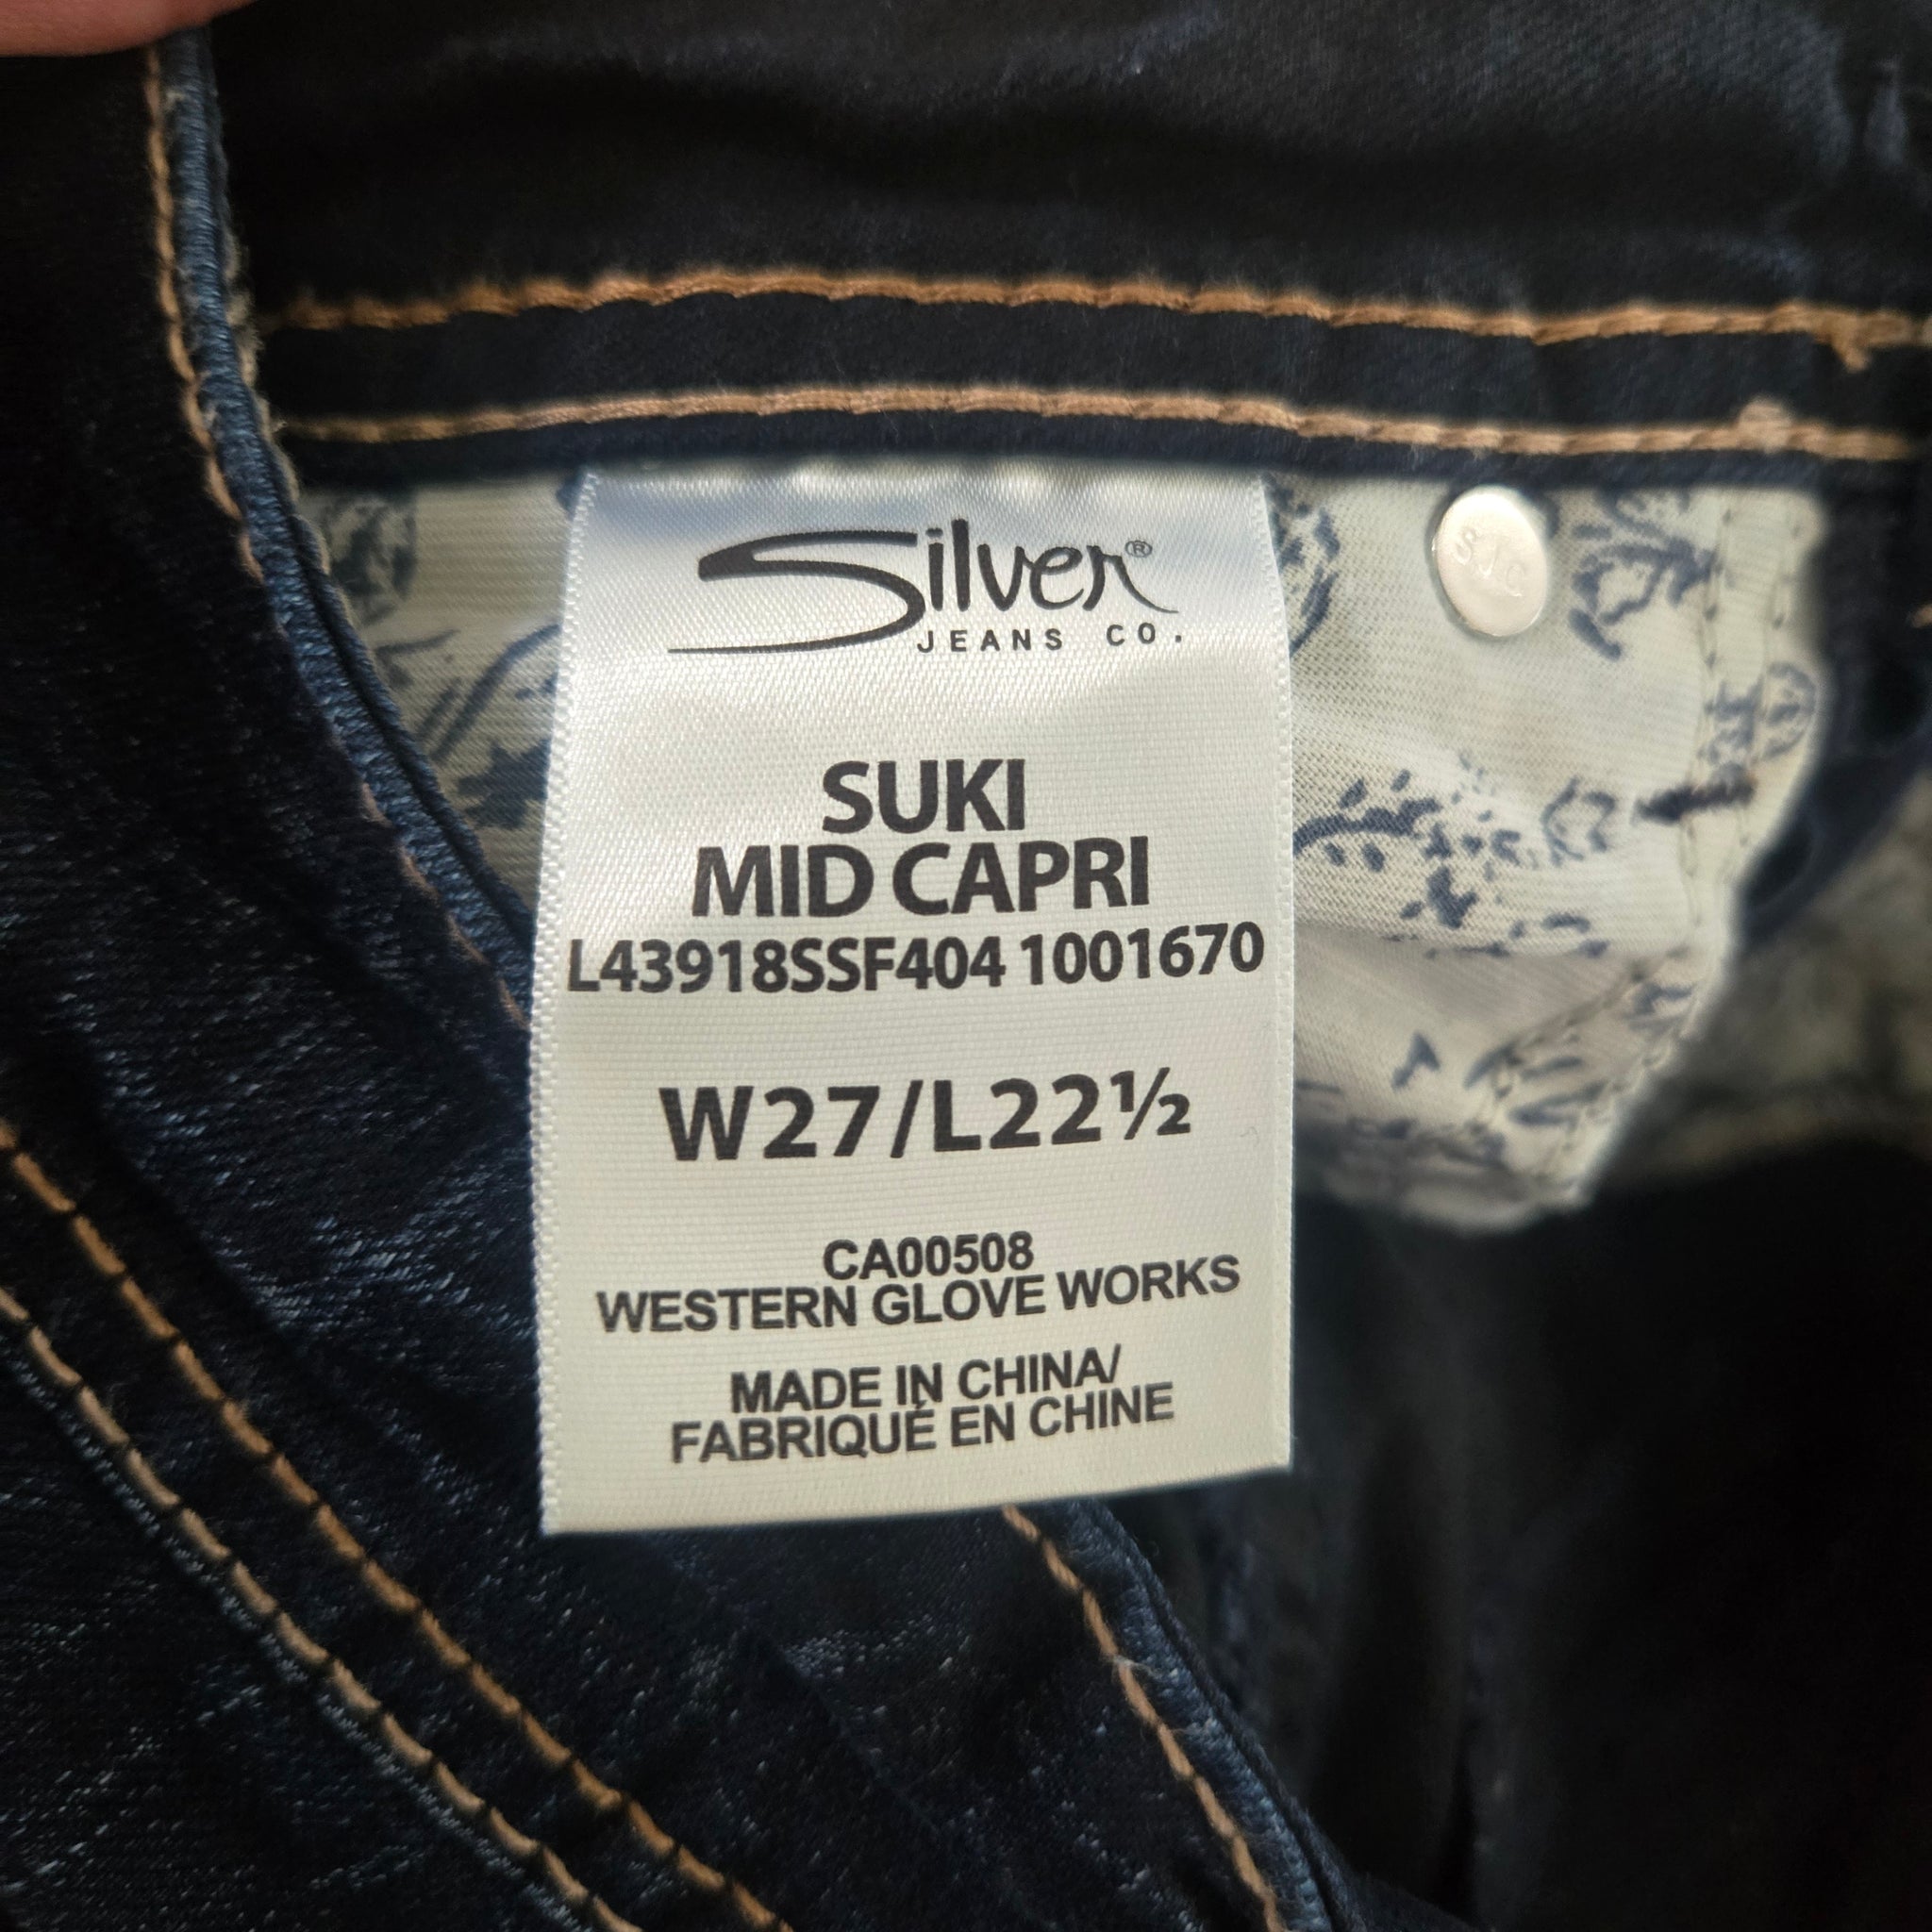 Silver®
JEANS CO.
SJC
SUKI
MID CAPRI
L43918SSF404 1001670
W27/L22½
CA00508
WESTERN GLOVE WORKS
MADE IN CHINA/
FABRIQUÉ EN CHINE